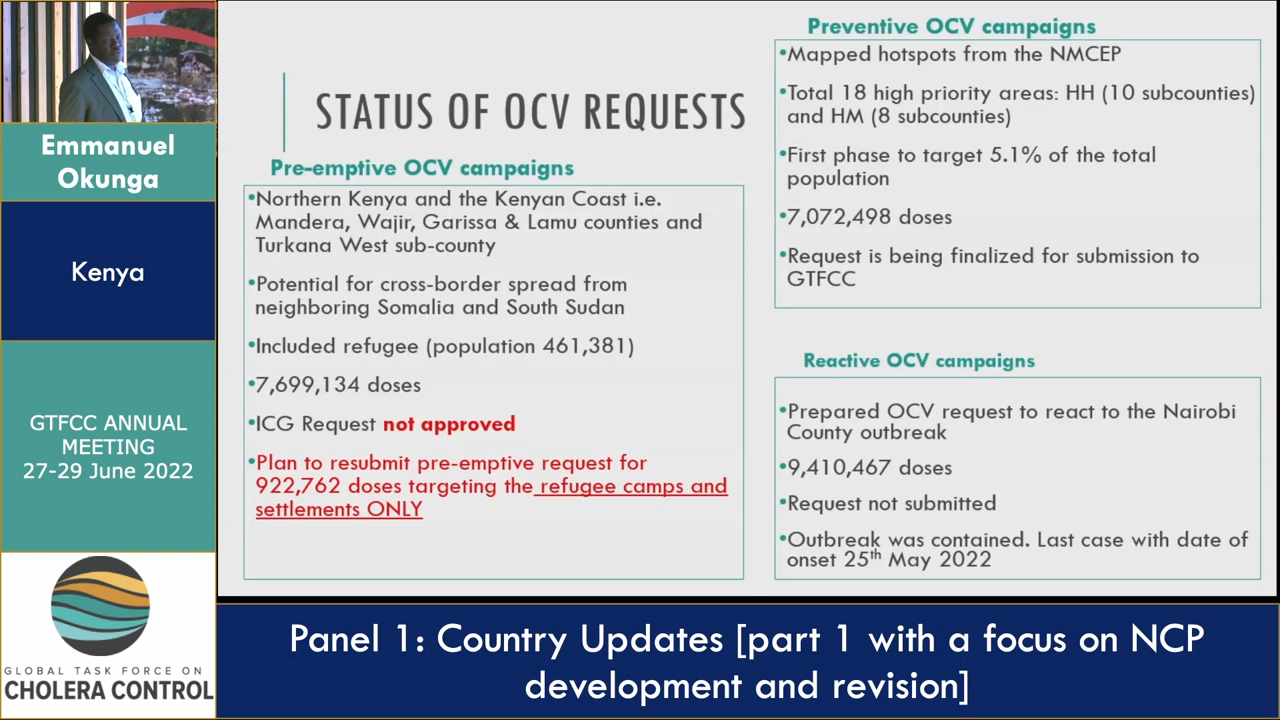 Emmanuel
Okunga
Kenya
GTFCC ANNUAL
MEETING
27-29 June 2022
GLOBAL TASK FORCE ON
CHOLERA CONTROL
STATUS OF OCV REQUESTS
Pre-emptive OCV campaigns
•Northern Kenya and the Kenyan Coast i.e.
Mandera, Wajir, Garissa & Lamu counties and
Turkana West sub-county
•Potential for cross-border spread from
neighboring Somalia and South Sudan
•Included refugee (population 461,381)
•7,699,134 doses
•ICG Request not approved
•Plan to resubmit pre-emptive request for
922,762 doses targeting the refugee camps and
settlements ONLY
Preventive OCV campaigns
•Mapped hotspots from the NMCEP
•Total 18 high priority areas: HH (10 subcounties)
and HM (8 subcounties)
•First phase to target 5.1% of the total
population
•7,072,498 doses
•Request is being finalized for submission to
GTFCC
Reactive OCV campaigns
•Prepared OCV request to react to the Nairobi
County outbreak
•9,410,467 doses
•Request not submitted
•Outbreak was contained. Last case with date of
onset 25th May 2022
Panel 1: Country Updates [part 1 with a focus on NCP
development and revision]